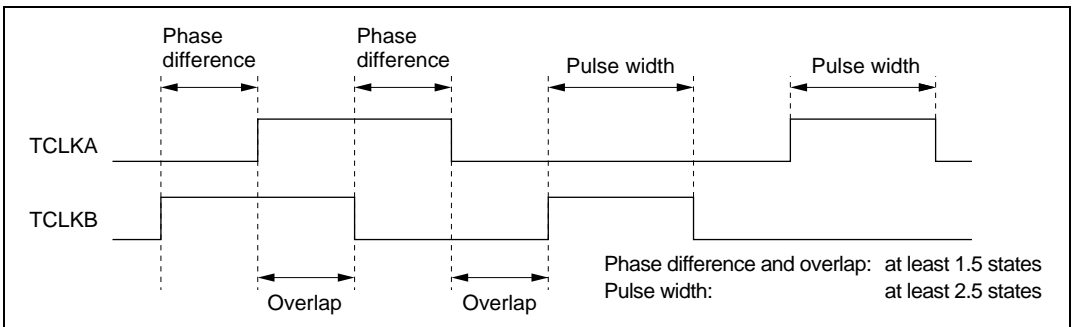 Phase
difference
Phase
difference
Pulse width
Pulse width
TCLKA
TCLKB
Overlap
Overlap
Phase difference and overlap: at least 1.5 states
Pulse width: at least 2.5 states